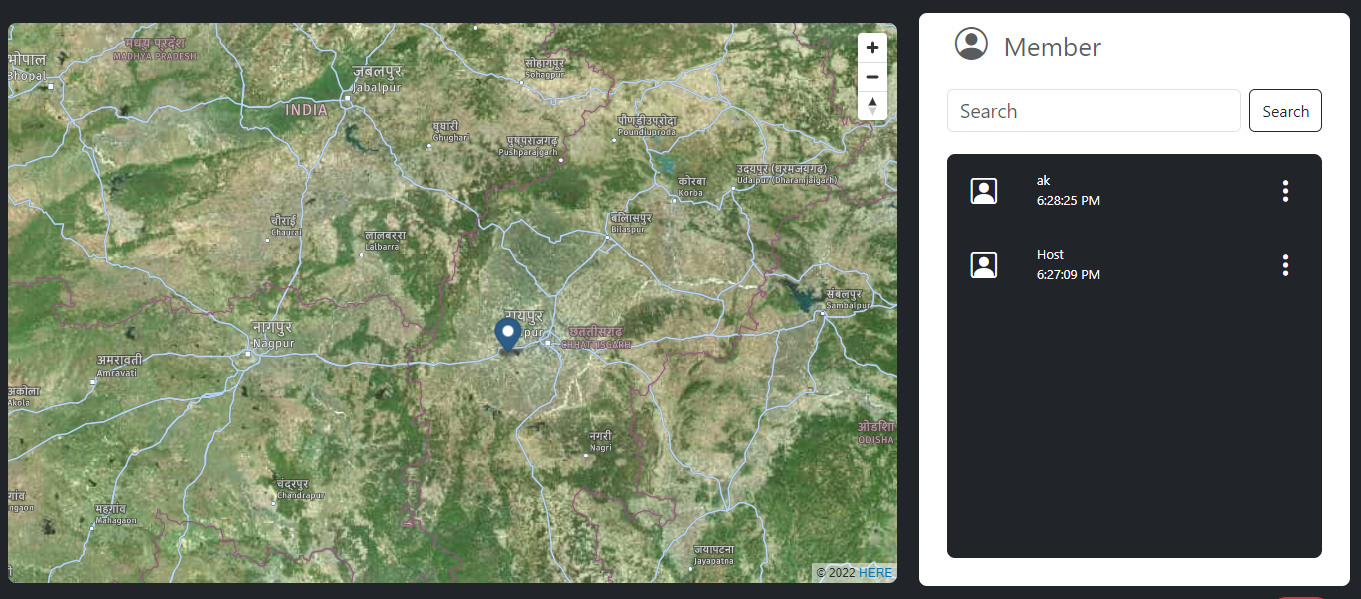 मध्य प्रदेश
MADHYA PRADESH
भोपाल
Bhopal
जबलपुर
Jabalpur
INDIA
सोहागपुर
Sohagpur
घुघारी
Ghughari
पुष्पराजगढ़
Pushparajgarh
पौण्डीउपरोदा
Poundiuproda
उदयपुर (धरमजयगढ़)
Udaipur (Dharamjaigarh)
कोरबा
Korba
बिलासपुर
Bilaspur
चौराई
Chaurai
लालबर्रा
Lalbarra
संबलपुर
Sambalpur
रायपुर
pur
छत्तीसगढ़
CHHATTISGARH
नागपुर
Nagpur
अमरावती
Amravati
अकोला
Akola
ओडिशा
ODISHA
नगरी
Nagri
चंद्रपुर
Chandrapur
गांव
ngaon
महागांव
Mahagaon
जयापटना
Jayapatna
© 2022 HERE
Member
Search
Search
ak
6:28:25 PM
Host
6:27:09 PM